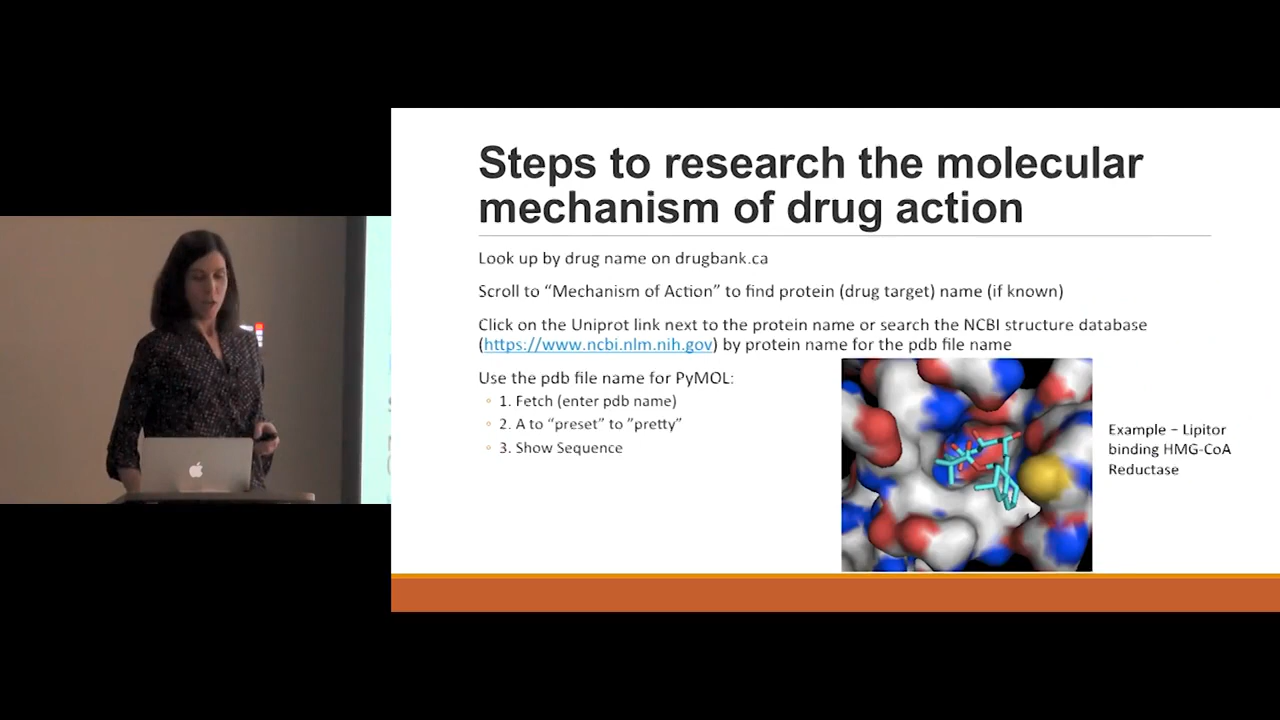 Steps to research the molecular
mechanism of drug action
Look up by drug name on drugbank.ca
Scroll to “Mechanism of Action” to find protein (drug target) name (if known)
Click on the Uniprot link next to the protein name or search the NCBI structure database
(https://www.ncbi.nlm.nih.gov) by protein name for the pdb file name
Use the pdb file name for PyMOL:
◦ 1. Fetch (enter pdb name)
◦ 2. A to “preset” to ”pretty”
◦ 3. Show Sequence
Example – Lipitor
binding HMG-CoA
Reductase